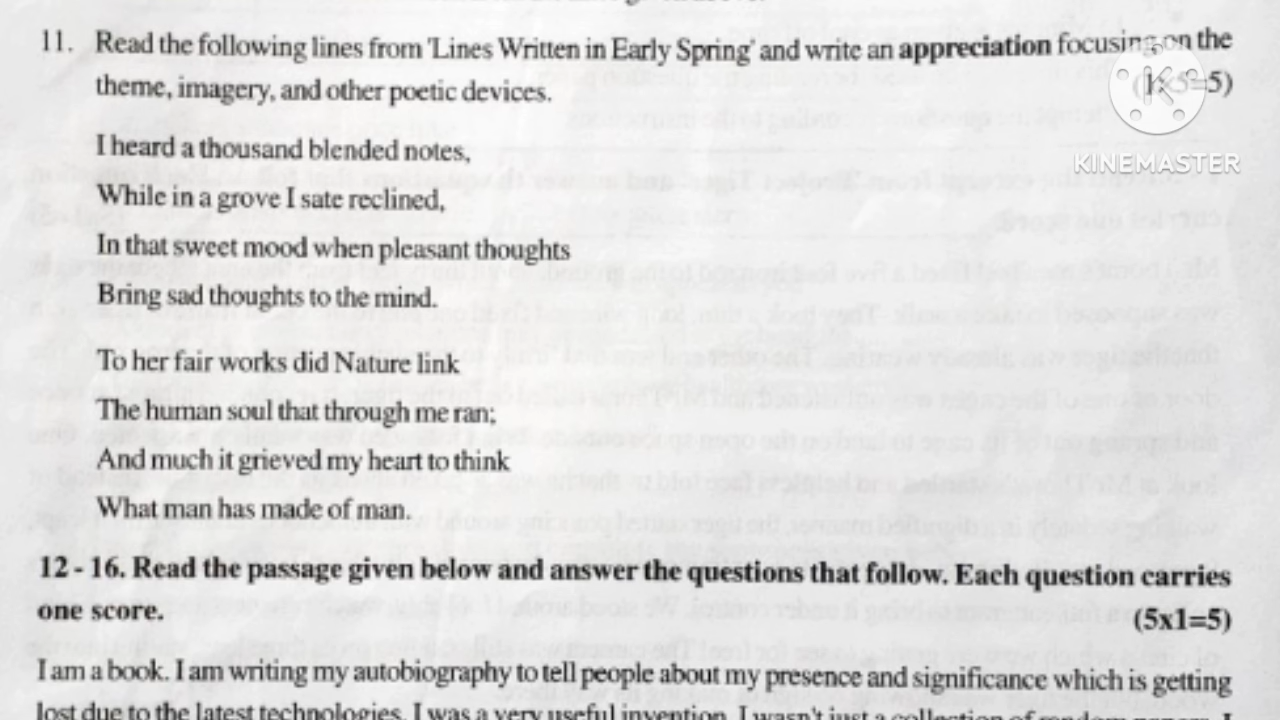 11. Read the following lines from 'Lines Written in Early Spring' and write an appreciation focusing on the
theme, imagery, and other poetic devices. (1x5=5)
KINEMASTER
I heard a thousand blended notes,
While in a grove I sate reclined,
In that sweet mood when pleasant thoughts
Bring sad thoughts to the mind.
To her fair works did Nature link
The human soul that through me ran;
And much it grieved my heart to think
What man has made of man.
12 - 16. Read the passage given below and answer the questions that follow. Each question carries
one score. (5x1=5)
I am a book. I am writing my autobiography to tell people about my presence and significance which is getting
lost due to the latest technologies. I was a very useful invention. I wasn't just a collection of random papers. I